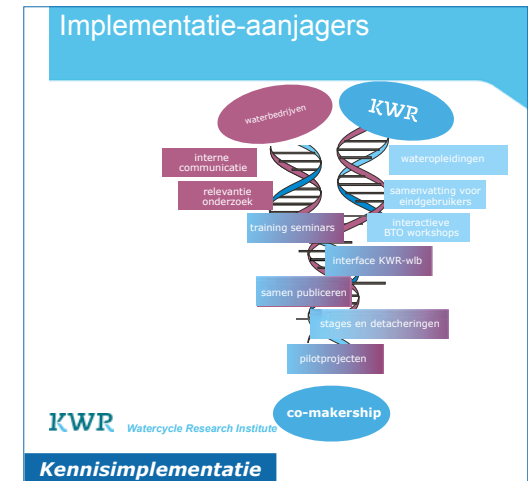 Implementatie-aanjagers
waterbedrijven
KWR
interne
communicatie
wateropleidingen
relevantie
onderzoek
samenvatting voor
eindgebruikers
training seminars
interactieve
BTO workshops
interface KWR-wlb
samen publiceren
stages en detacheringen
pilotprojecten
co-makership
KWR Watercycle Research Institute
Kennisimplementatie